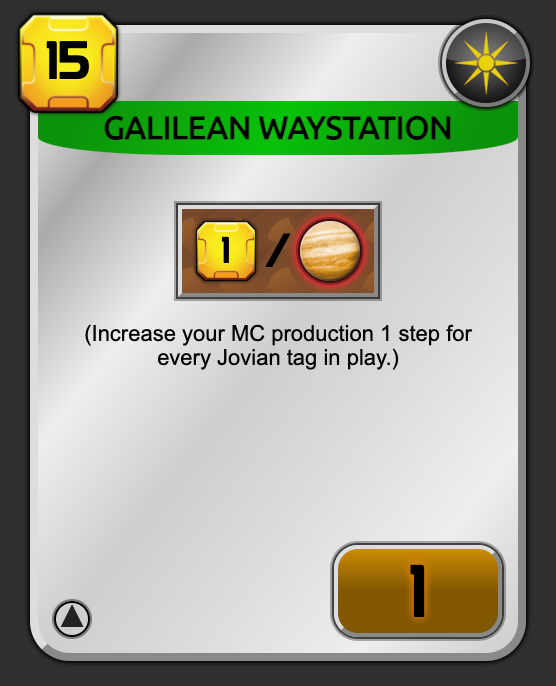 15
GALILEAN WAYSTATION
1 /
(Increase your MC production 1 step for
every Jovian tag in play.)
1